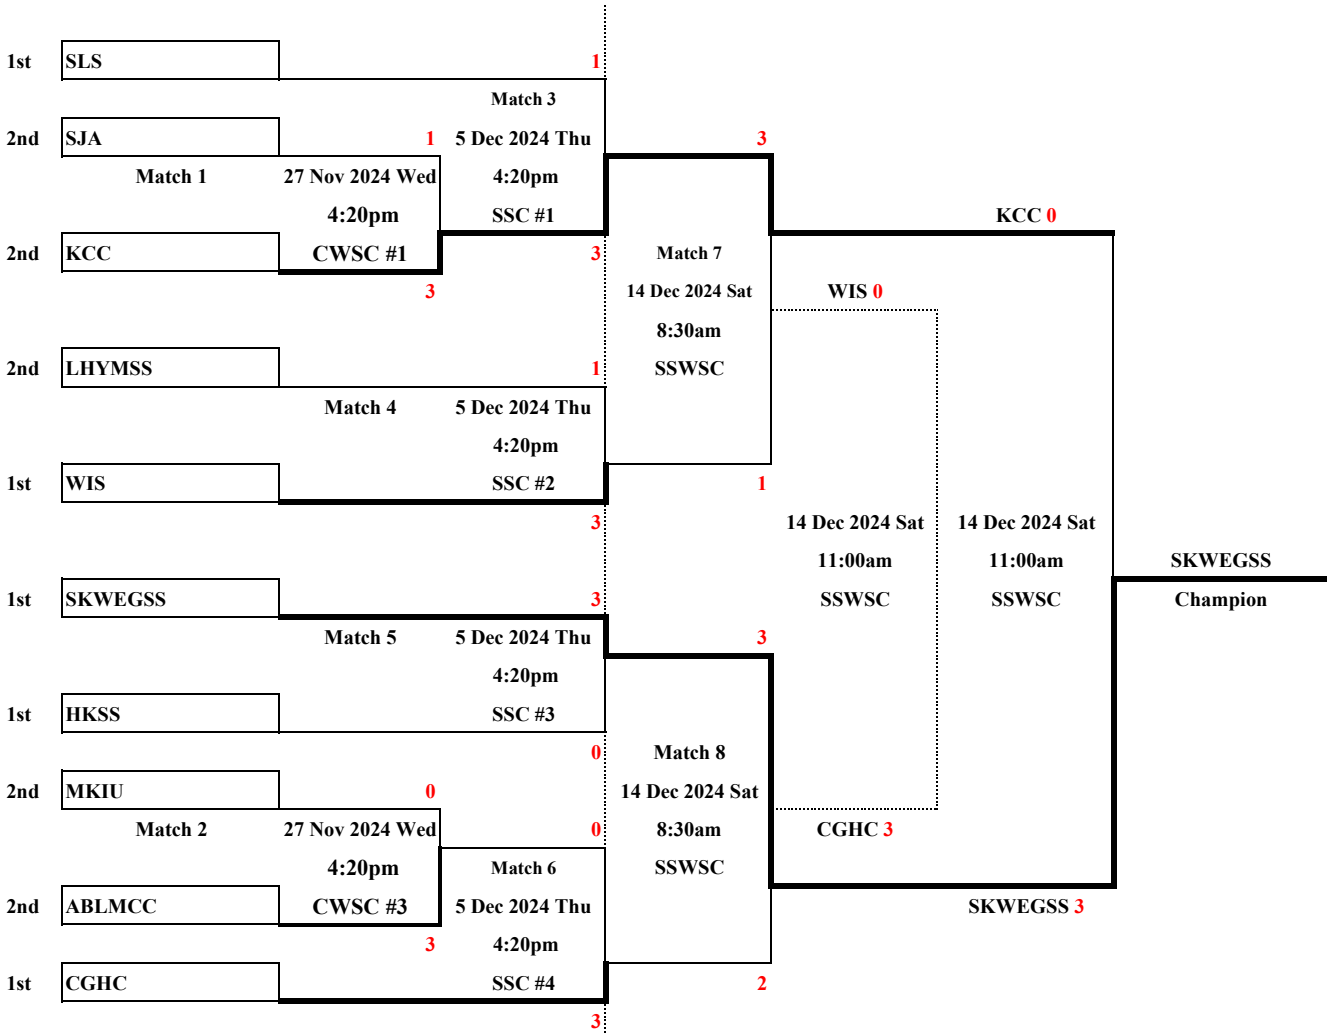 1st SLS 1
Match 3
2nd SJA 1 5 Dec 2024 Thu 3
Match 1 27 Nov 2024 Wed 4:20pm
4:20pm SSC #1 KCC 0
2nd KCC CWSC #1 3 Match 7
3 14 Dec 2024 Sat WIS 0
8:30am
2nd LHYMSS 1 SSWSC
Match 4 5 Dec 2024 Thu
4:20pm
1st WIS SSC #2 1
3 14 Dec 2024 Sat 14 Dec 2024 Sat
11:00am 11:00am SKWEGSS
1st SKWEGSS 3 SSWSC SSWSC Champion
Match 5 5 Dec 2024 Thu 3
4:20pm
1st HKSS SSC #3
0 Match 8
2nd MKIU 0 14 Dec 2024 Sat
Match 2 27 Nov 2024 Wed 0 8:30am CGHC 3
4:20pm Match 6 SSWSC
2nd ABLMCC CWSC #3 5 Dec 2024 Thu SKWEGSS 3
3 4:20pm
1st CGHC SSC #4 2
3